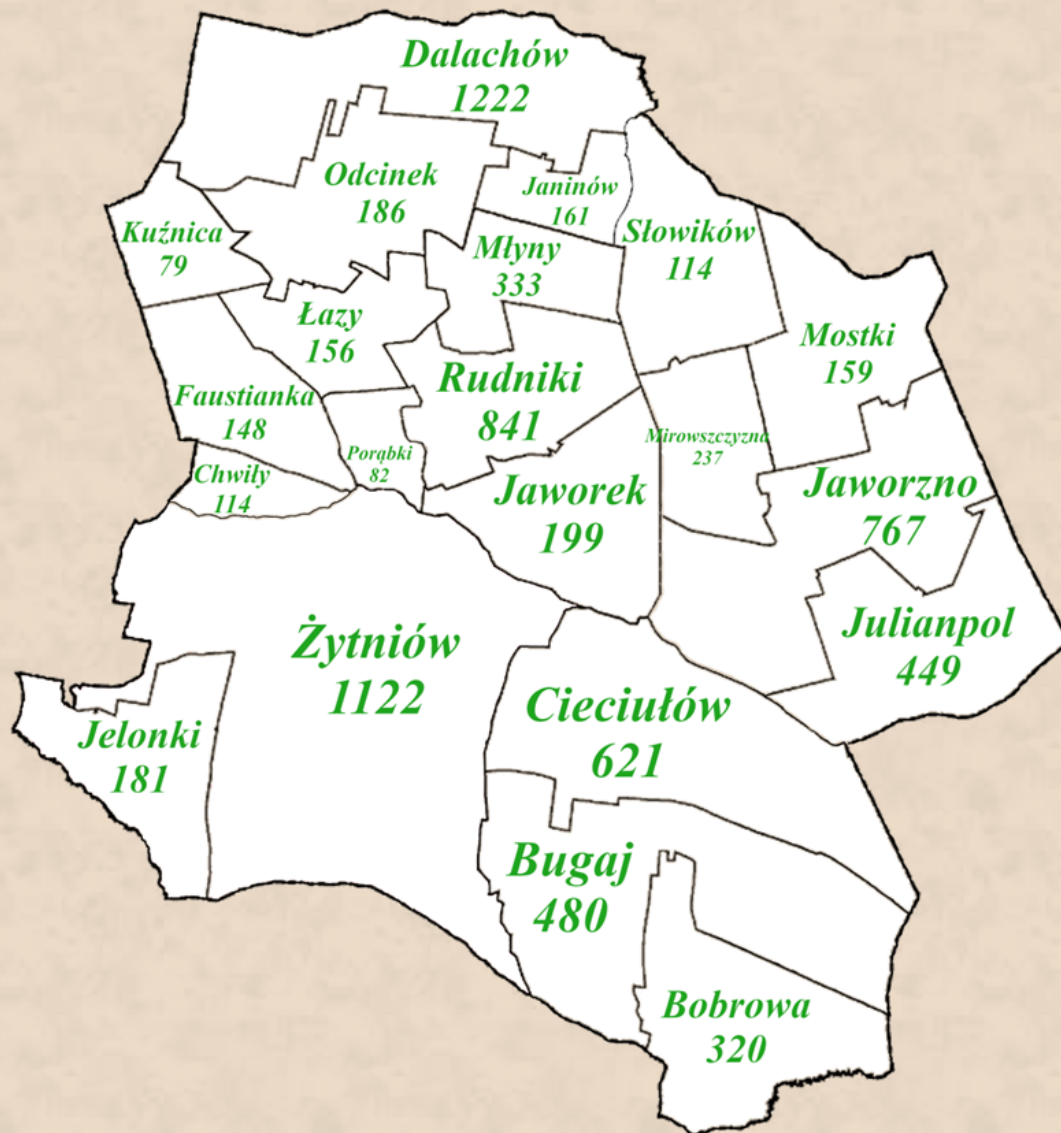 Dalachów
1222
Odcinek
186
Janinów
161
Kuźnica
79
Młyny
333
Słowików
114
Łazy
156
Mostki
159
Faustianka
148
Rudniki
841
Porąbki
82
Mirowszczyzna
237
Chwiły
114
Jaworek
199
Jaworzno
767
Żytniów
1122
Julianpol
449
Jelonki
181
Cieciułów
621
Bugaj
480
Bobrowa
320